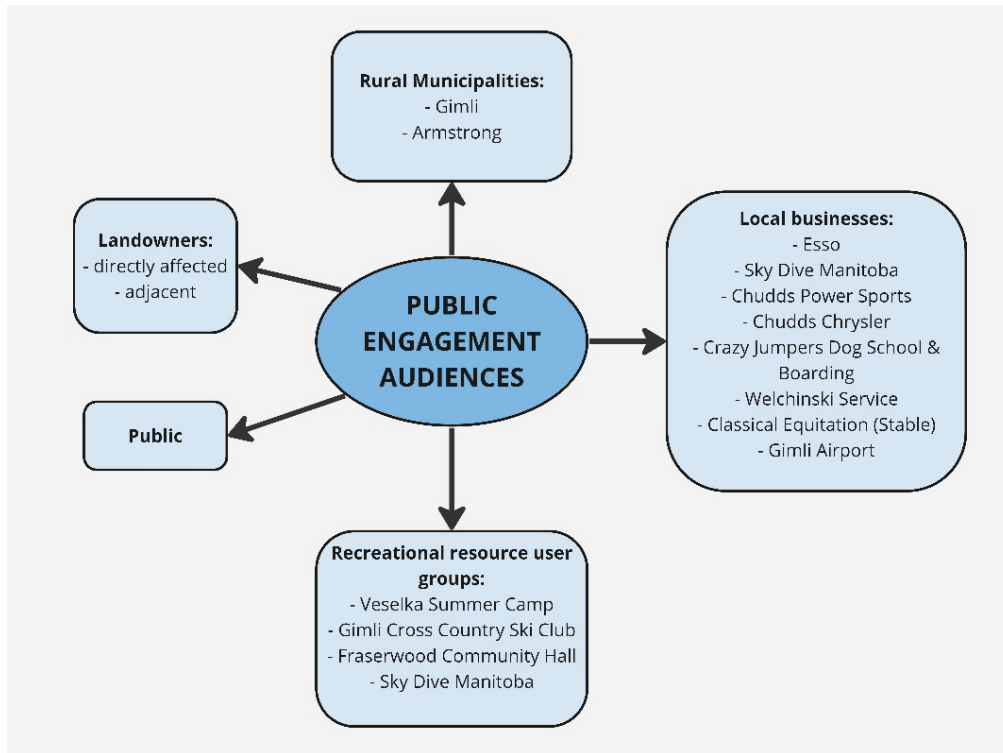 Rural Municipalities:
- Gimli
- Armstrong
Landowners:
- directly affected
- adjacent
PUBLIC
ENGAGEMENT
AUDIENCES
Local businesses:
- Esso
- Sky Dive Manitoba
- Chudds Power Sports
- Chudds Chrysler
- Crazy Jumpers Dog School &
Boarding
- Welchinski Service
- Classical Equitation (Stable)
- Gimli Airport
Public
Recreational resource user
groups:
- Veselka Summer Camp
- Gimli Cross Country Ski Club
- Fraserwood Community Hall
- Sky Dive Manitoba